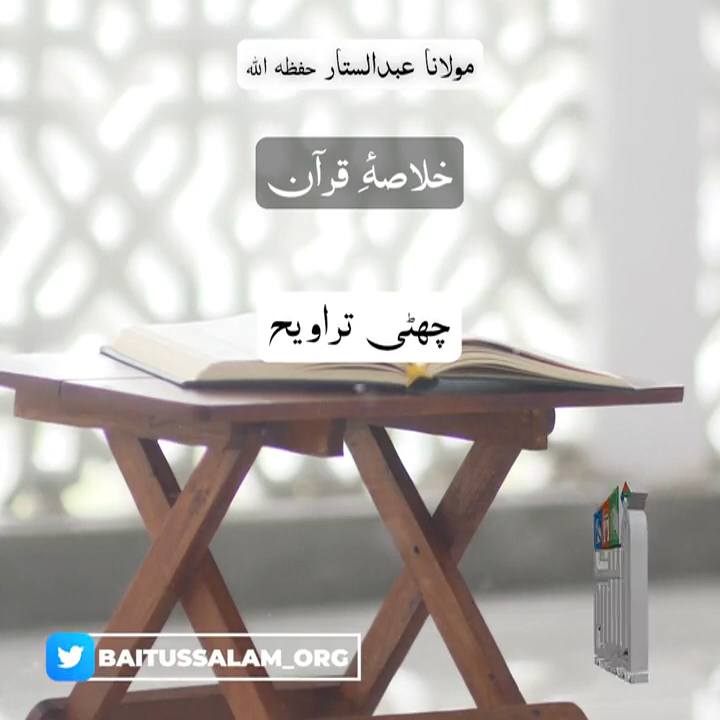 مولانا عبدالستار حفظہ اللہ
خلاصۂِ قرآن
چھٹی تراویح
BAITUSSALAM_ORG